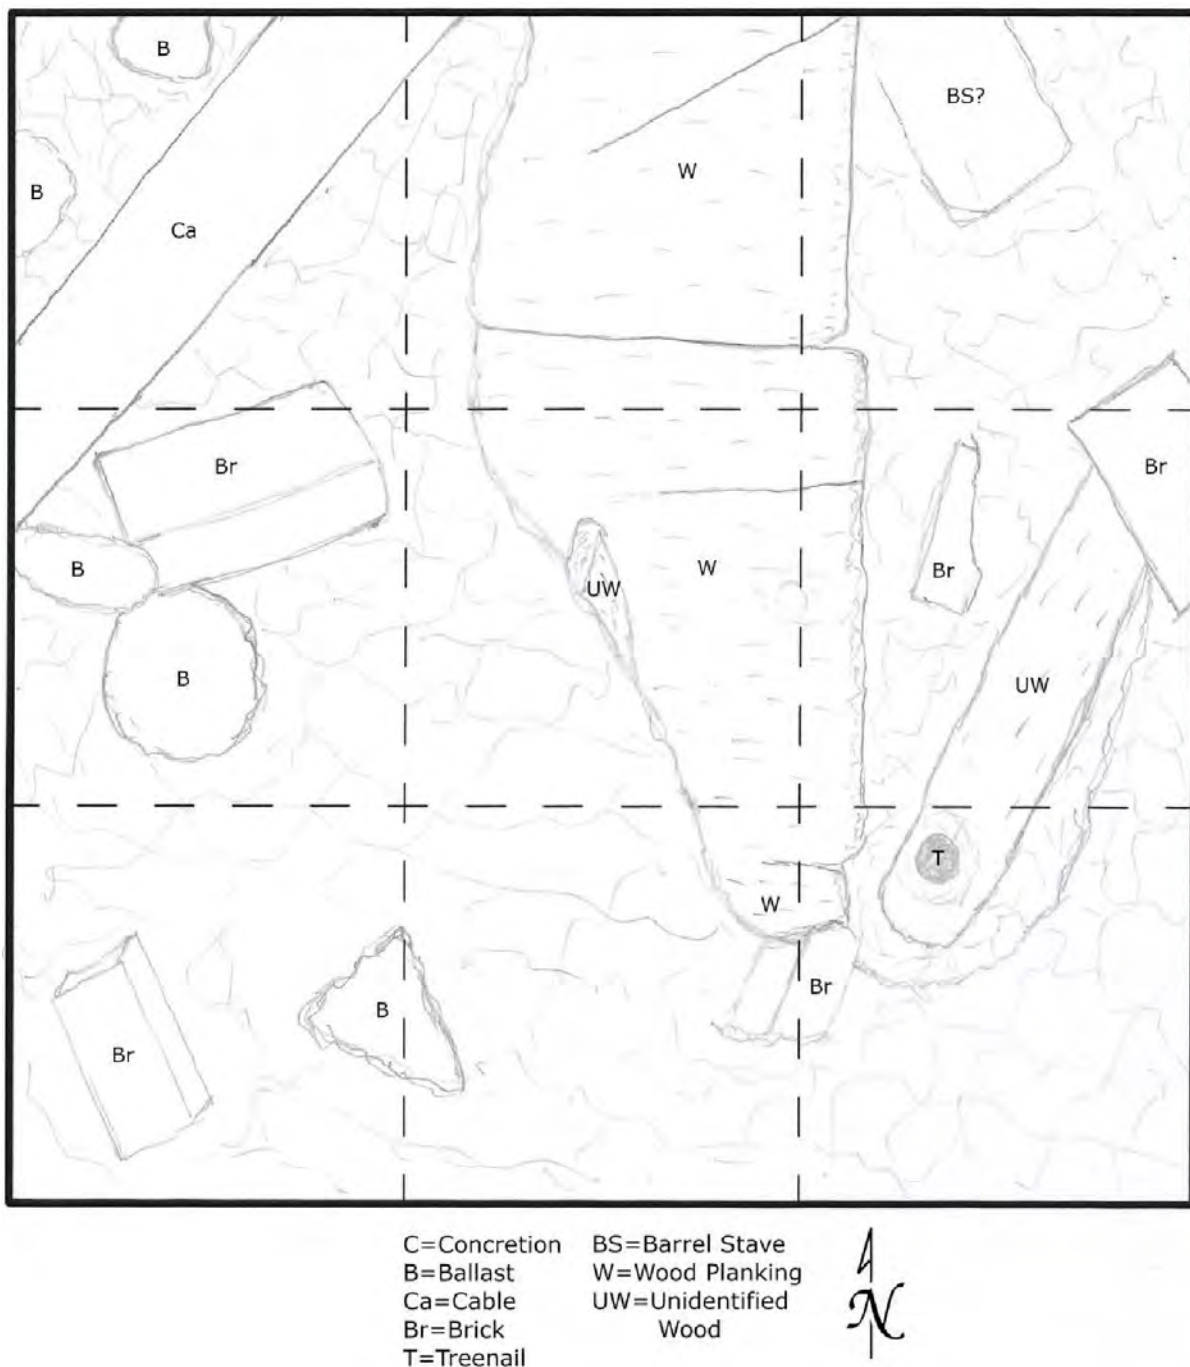 B
BS?
W
B
Ca
Br
Br
B
UW
W
Br
B
UW
T
W
Br
B
Br
C=Concretion
B=Ballast
Ca=Cable
Br=Brick
T=Treenail
BS=Barrel Stave
W=Wood Planking
UW=Unidentified
Wood
N